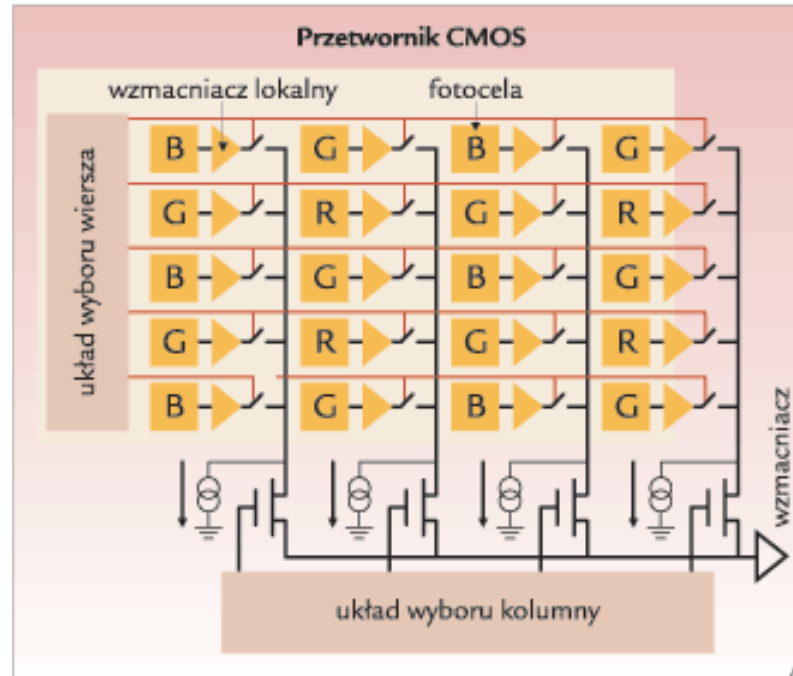 Przetwornik CMOS
wzmacniacz lokalny fotocela
układ wyboru wiersza
B G B G
G R G R
B G B G
G R G R
B G B G
wzmacniacz
układ wyboru kolumny